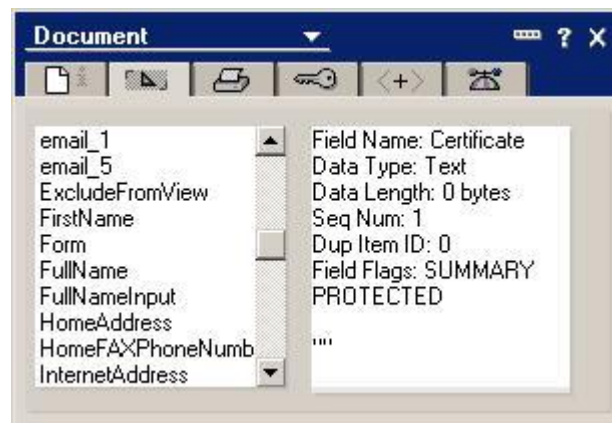 Document
? X
i
<+>
email_1
email_5
ExcludeFromView
FirstName
Form
FullName
FullNameInput
HomeAddress
HomeFAXPhoneNumb
InternetAddress
Field Name: Certificate
Data Type: Text
Data Length: 0 bytes
Seq Num: 1
Dup Item ID: 0
Field Flags: SUMMARY
PROTECTED
""